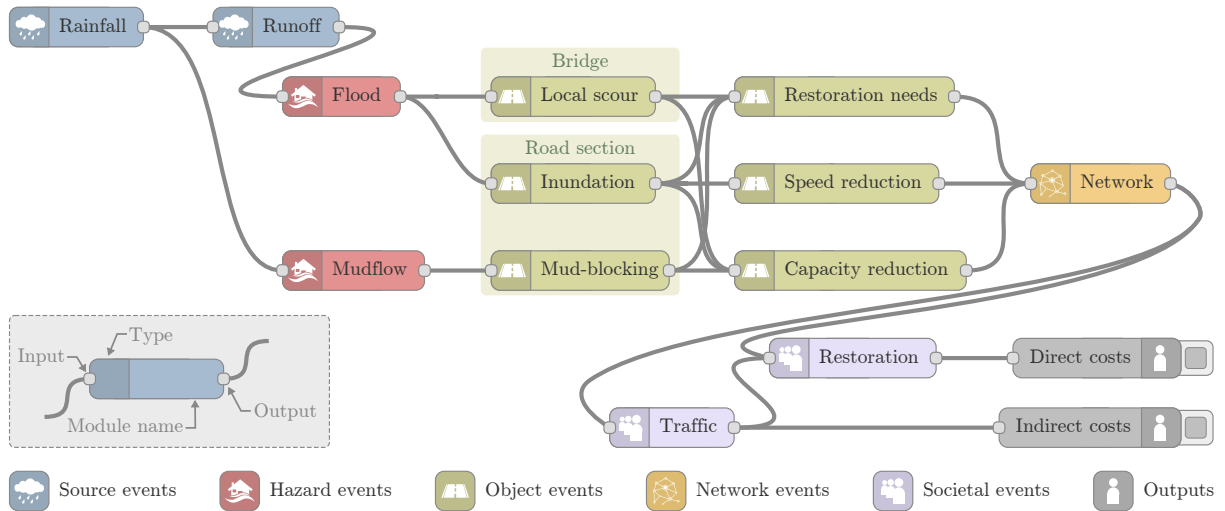 Rainfall
Runoff
Bridge
Flood
Local scour
Restoration needs
Road section
Inundation
Speed reduction
Network
Mudflow
Mud-blocking
Capacity reduction
Type
Input
Output
Module name
Restoration
Direct costs
Traffic
Indirect costs
Source events
Hazard events
Object events
Network events
Societal events
Outputs